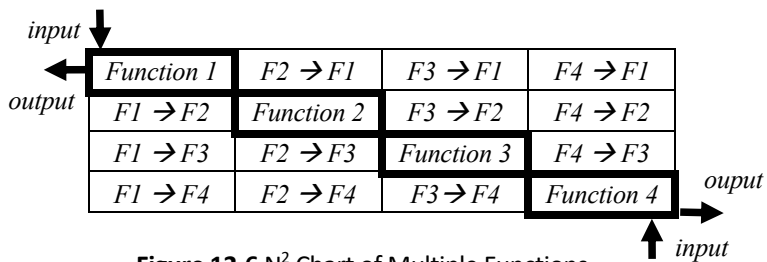 input
Function 1 F2 → F1 F3 → F1 F4 → F1
output
F1 → F2 Function 2 F3 → F2 F4 → F2
F1 → F3 F2 → F3 Function 3 F4 → F3
F1 → F4 F2 → F4 F3 → F4 Function 4
ouput
input
Figure 12-6 N² Chart of Multiple Functions